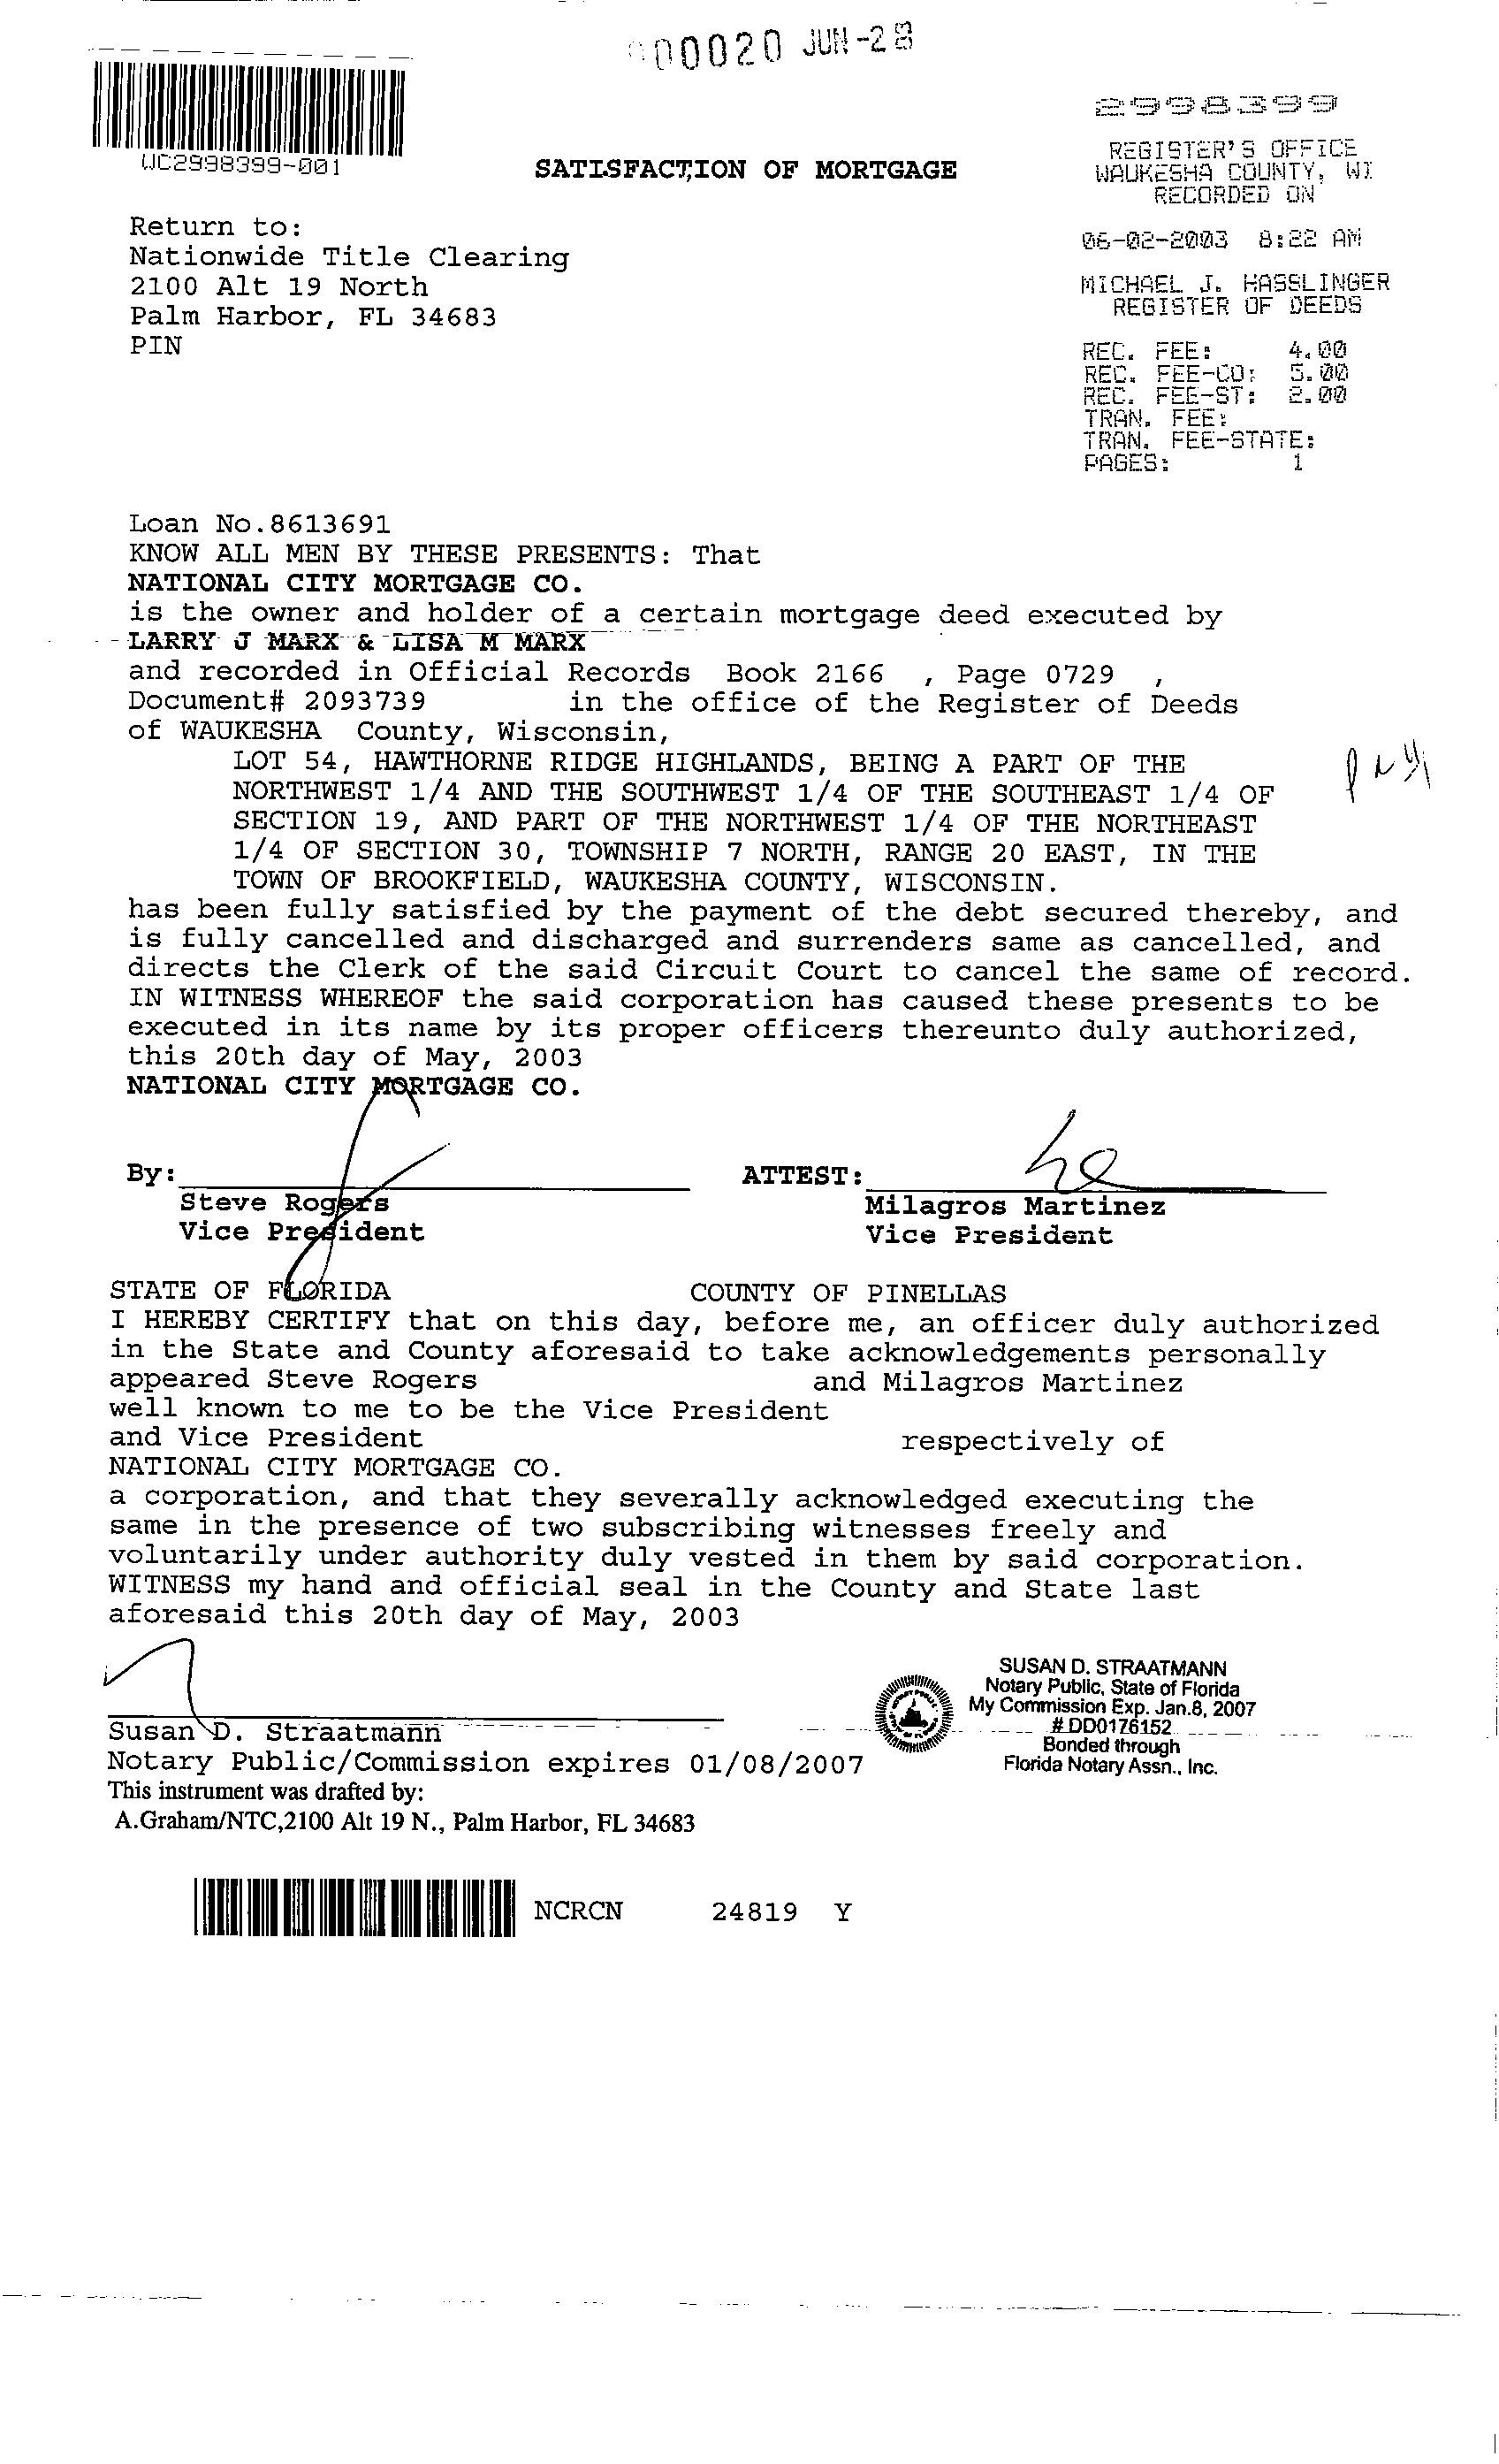 000020 JUN-2 03
2998399
WC2998399-001
REGISTER'S OFFICE
WAUKESHA COUNTY, WI
RECORDED ON
SATISFACTION OF MORTGAGE
06-02-2003 8:22 AM
MICHAEL J. HASSLINGER
REGISTER OF DEEDS
REC. FEE: 4.00
REC. FEE-CO: 5.00
REC. FEE-ST: 2.00
TRAN. FEE:
TRAN. FEE-STATE:
PAGES: 1
Return to:
Nationwide Title Clearing
2100 Alt 19 North
Palm Harbor, FL 34683
PIN
Loan No.8613691
KNOW ALL MEN BY THESE PRESENTS: That
NATIONAL CITY MORTGAGE CO.
is the owner and holder of a certain mortgage deed executed by
LARRY J MARX & LISA M MARX
and recorded in Official Records Book 2166 , Page 0729 ,
Document# 2093739 in the office of the Register of Deeds
of WAUKESHA County, Wisconsin,
LOT 54, HAWTHORNE RIDGE HIGHLANDS, BEING A PART OF THE
NORTHWEST 1/4 AND THE SOUTHWEST 1/4 OF THE SOUTHEAST 1/4 OF
SECTION 19, AND PART OF THE NORTHWEST 1/4 OF THE NORTHEAST
1/4 OF SECTION 30, TOWNSHIP 7 NORTH, RANGE 20 EAST, IN THE
TOWN OF BROOKFIELD, WAUKESHA COUNTY, WISCONSIN.
has been fully satisfied by the payment of the debt secured thereby, and
is fully cancelled and discharged and surrenders same as cancelled, and
directs the Clerk of the said Circuit Court to cancel the same of record.
IN WITNESS WHEREOF the said corporation has caused these presents to be
executed in its name by its proper officers thereunto duly authorized,
this 20th day of May, 2003
NATIONAL CITY MORTGAGE CO.
By: ATTEST:
Steve Rogers Milagros Martinez
Vice President Vice President
STATE OF FLORIDA COUNTY OF PINELLAS
I HEREBY CERTIFY that on this day, before me, an officer duly authorized
in the State and County aforesaid to take acknowledgements personally
appeared Steve Rogers and Milagros Martinez
well known to me to be the Vice President
and Vice President respectively of
NATIONAL CITY MORTGAGE CO.
a corporation, and that they severally acknowledged executing the
same in the presence of two subscribing witnesses freely and
voluntarily under authority duly vested in them by said corporation.
WITNESS my hand and official seal in the County and State last
aforesaid this 20th day of May, 2003
Susan D. Straatmann
Notary Public/Commission expires 01/08/2007
SUSAN D. STRAATMANN
Notary Public, State of Florida
My Commission Exp. Jan.8, 2007
# DD0176152
Bonded through
Florida Notary Assn., Inc.
This instrument was drafted by:
A.Graham/NTC,2100 Alt 19 N., Palm Harbor, FL 34683
NCRCN 24819 Y